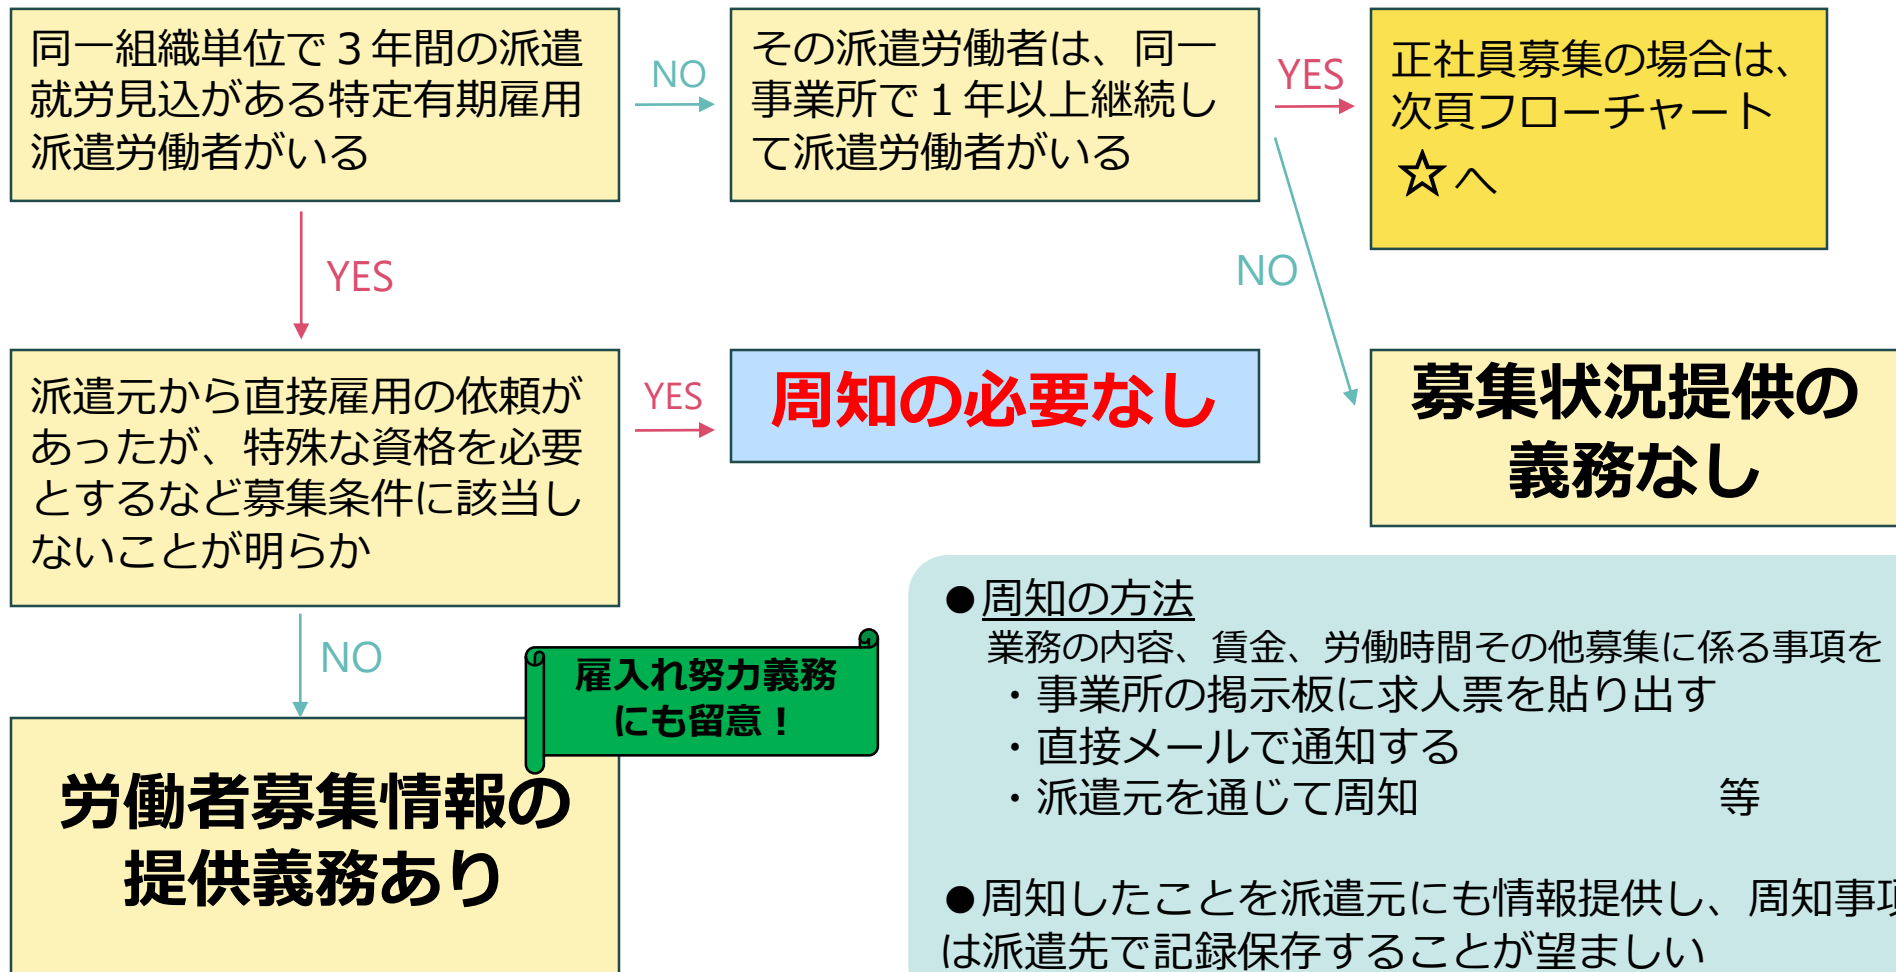 同一組織単位で３年間の派遣
就労見込がある特定有期雇用
派遣労働者がいる
NO
その派遣労働者は、同一
事業所で１年以上継続し
て派遣労働者がいる
YES
正社員募集の場合は、
次頁フローチャート
☆へ
YES
NO
派遣元から直接雇用の依頼が
あったが、特殊な資格を必要
とするなど募集条件に該当し
ないことが明らか
YES
周知の必要なし
募集状況提供の
義務なし
NO
雇入れ努力義務
にも留意！
労働者募集情報の
提供義務あり
●周知の方法
業務の内容、賃金、労働時間その他募集に係る事項を
・事業所の掲示板に求人票を貼り出す
・直接メールで通知する
・派遣元を通じて周知 等
●周知したことを派遣元にも情報提供し、周知事項
は派遣先で記録保存することが望ましい